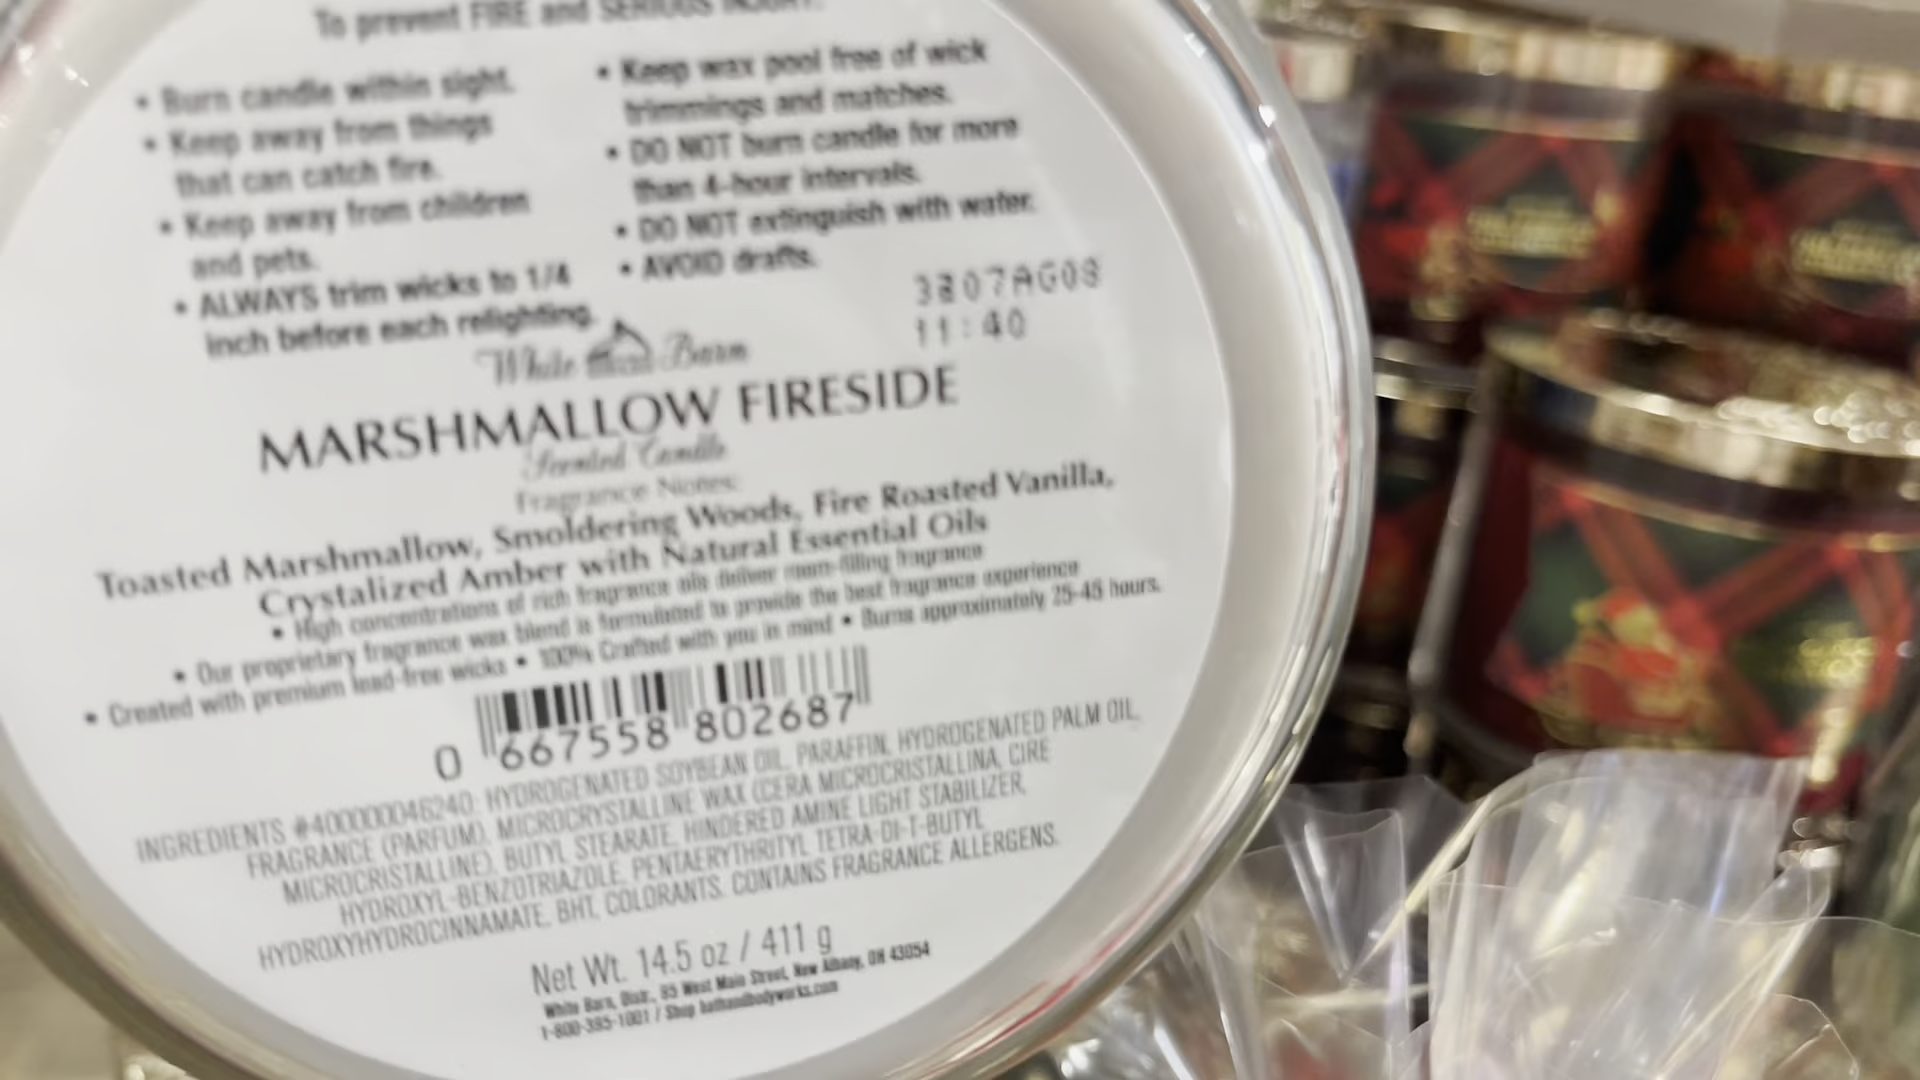 To prevent FIRE and SERIOUS INJURY:
• Burn candle within sight.
• Keep away from things
that can catch fire.
• Keep away from children
and pets.
• ALWAYS trim wicks to 1/4
inch before each relighting.
• Keep wax pool free of wick
trimmings and matches.
• DO NOT burn candle for more
than 4-hour intervals.
• DO NOT extinguish with water.
• AVOID drafts.
3207AG08
11:40
White Barn
MARSHMALLOW FIRESIDE
Scented Candle
Fragrance Notes:
Toasted Marshmallow, Smoldering Woods, Fire Roasted Vanilla,
Crystalized Amber with Natural Essential Oils
• High concentrations of rich fragrance oils deliver room-filling fragrance
• Our proprietary fragrance wax blend is formulated to provide the best fragrance experience
• Created with premium lead-free wicks • 100% Crafted with you in mind • Burns approximately 25-45 hours.
0 667558 802687
INGREDIENTS #400000046240: HYDROGENATED SOYBEAN OIL, PARAFFIN, HYDROGENATED PALM OIL,
FRAGRANCE (PARFUM), MICROCRYSTALLINE WAX (CERA MICROCRISTALLINA, CIRE
MICROCRISTALLINE), BUTYL STEARATE, HINDERED AMINE LIGHT STABILIZER,
HYDROXYL-BENZOTRIAZOLE, PENTAERYTHRITYL TETRA-DI-T-BUTYL
HYDROXYHYDROCINNAMATE, BHT, COLORANTS. CONTAINS FRAGRANCE ALLERGENS.
Net Wt. 14.5 oz / 411 g
White Barn, Distr., 95 West Main Street, New Albany, OH 43054
1-800-395-1001 / Shop bathandbodyworks.com